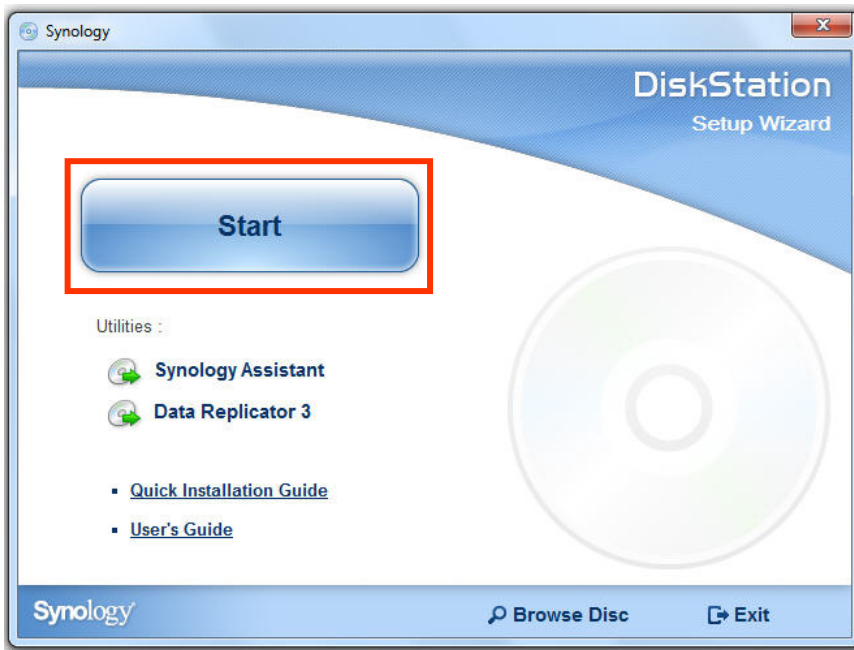 Synology
DiskStation
Setup Wizard
Start
Utilities :
Synology Assistant
Data Replicator 3
Quick Installation Guide
User's Guide
Synology
Browse Disc
Exit